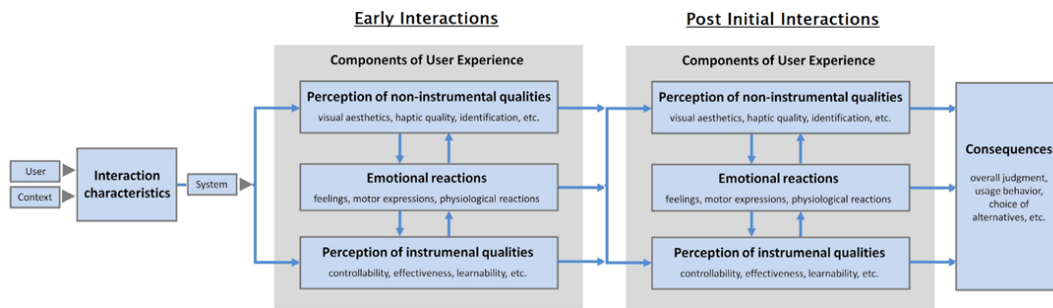 Early Interactions
Post Initial Interactions
User
Context
Interaction
characteristics
System
Components of User Experience
Perception of non-instrumental qualities
visual aesthetics, haptic quality, identification, etc.
Emotional reactions
feelings, motor expressions, physiological reactions
Perception of instrumenal qualities
controllability, effectiveness, learnability, etc.
Components of User Experience
Perception of non-instrumental qualities
visual aesthetics, haptic quality, identification, etc.
Emotional reactions
feelings, motor expressions, physiological reactions
Perception of instrumenal qualities
controllability, effectiveness, learnability, etc.
Consequences
overall judgment,
usage behavior,
choice of
alternatives, etc.